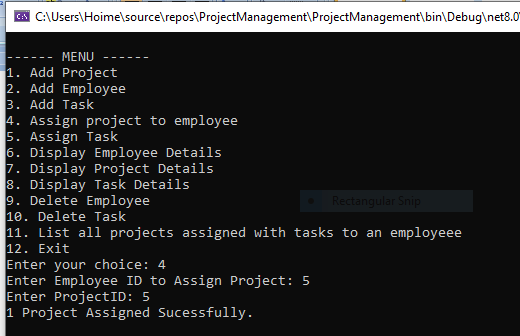 C:\Users\Hoime\source\repos\ProjectManagement\ProjectManagement\bin\Debug\net8.0\
------ MENU ------
1. Add Project
2. Add Employee
3. Add Task
4. Assign project to employee
5. Assign Task
6. Display Employee Details
7. Display Project Details
8. Display Task Details
9. Delete Employee
Rectangular Snip
10. Delete Task
11. List all projects assigned with tasks to an employeee
12. Exit
Enter your choice: 4
Enter Employee ID to Assign Project: 5
Enter ProjectID: 5
1 Project Assigned Sucessfully.